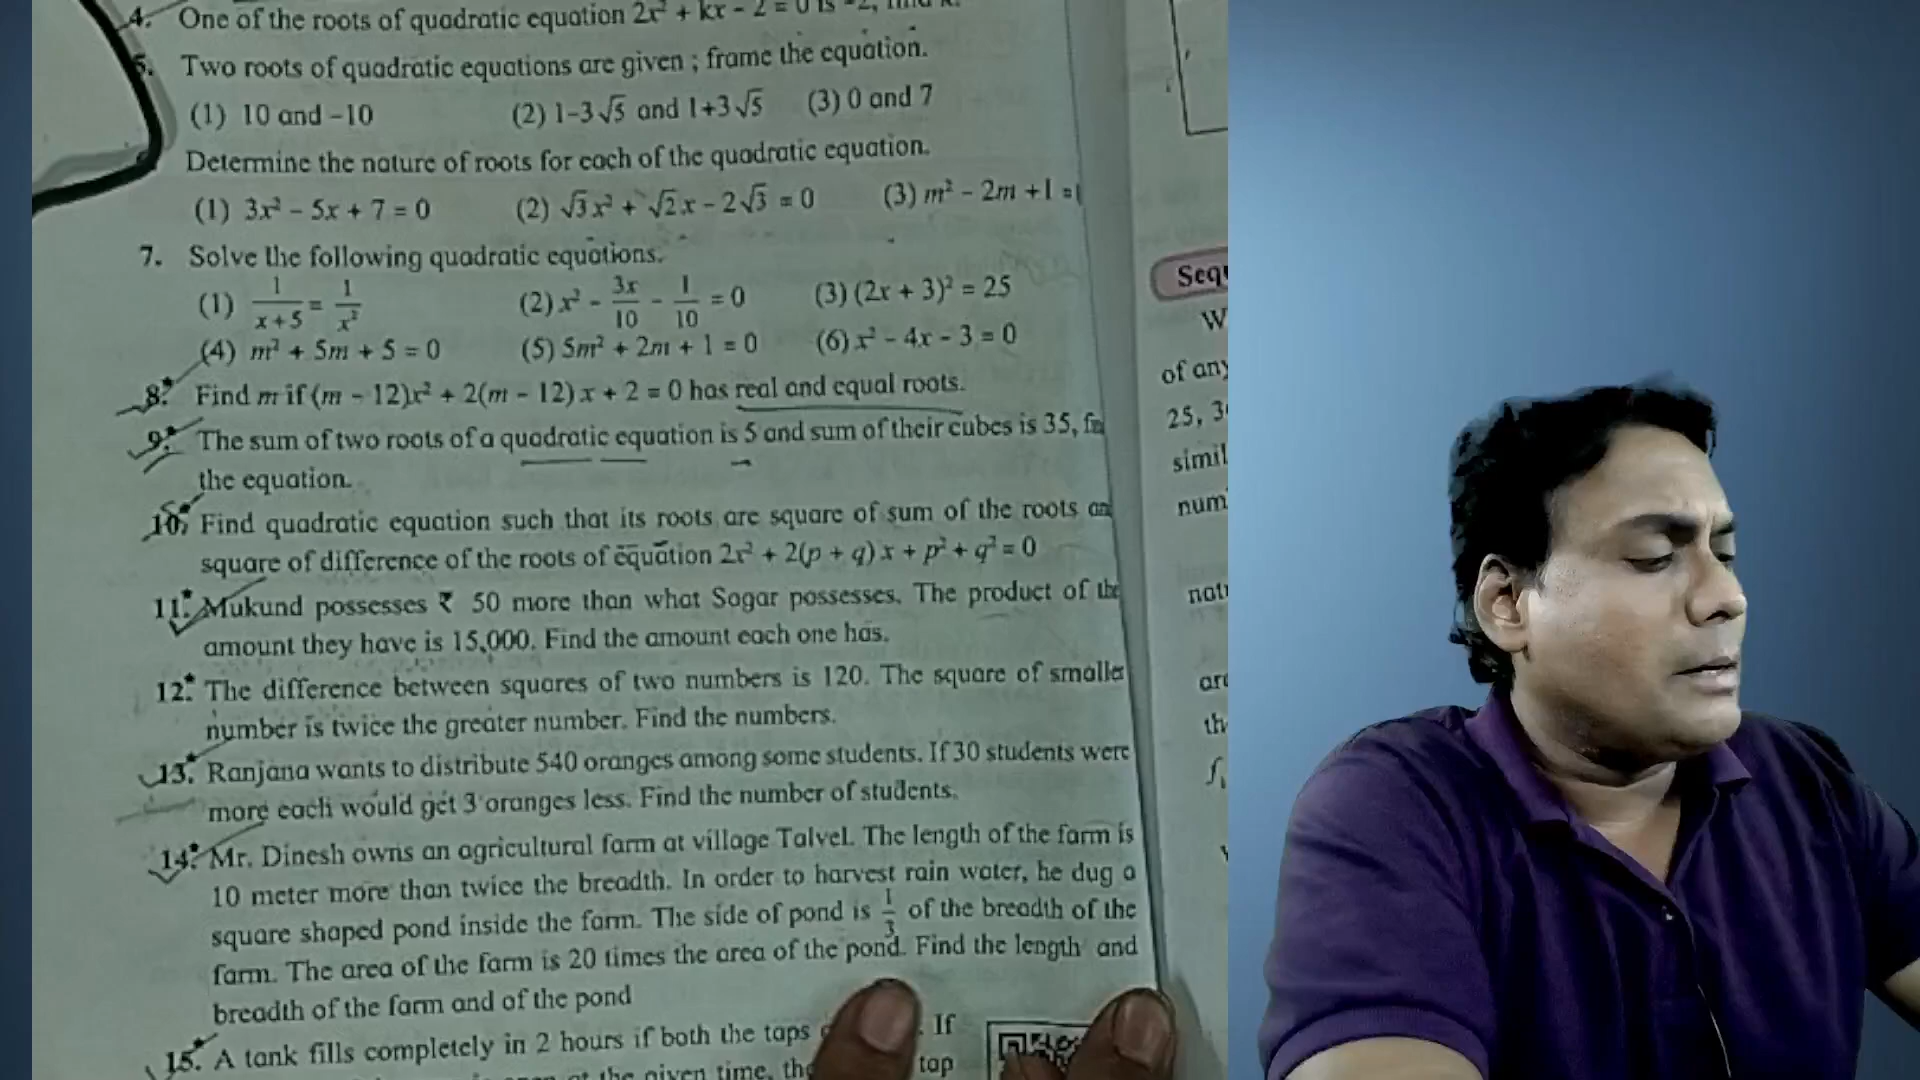 4. One of the roots of quadratic equation 2x² + kx - 2 = 0 is -2, find k.
5. Two roots of quadratic equations are given ; frame the equation.
(1) 10 and -10 (2) 1-3√5 and 1+3√5 (3) 0 and 7
Determine the nature of roots for each of the quadratic equation.
(1) 3x² - 5x + 7 = 0 (2) √3x² + √2x - 2√3 = 0 (3) m² - 2m +1 =
7. Solve the following quadratic equations.
(1) 1/(x+5) = 1/x² (2) x² - 3x/10 - 1/10 = 0 (3) (2x + 3)² = 25
(4) m² + 5m + 5 = 0 (5) 5m² + 2m + 1 = 0 (6) x² - 4x - 3 = 0
8.* Find m if (m - 12)x² + 2(m - 12)x + 2 = 0 has real and equal roots.
9.* The sum of two roots of a quadratic equation is 5 and sum of their cubes is 35,
the equation.
10.* Find quadratic equation such that its roots are square of sum of the roots
square of difference of the roots of equation 2x² + 2(p + q)x + p² + q² = 0
11.* Mukund possesses ₹ 50 more than what Sagar possesses. The product of the
amount they have is 15,000. Find the amount each one has.
12.* The difference between squares of two numbers is 120. The square of smaller
number is twice the greater number. Find the numbers.
13.* Ranjana wants to distribute 540 oranges among some students. If 30 students were
more each would get 3 oranges less. Find the number of students.
14.* Mr. Dinesh owns an agricultural farm at village Talvel. The length of the farm is
10 meter more than twice the breadth. In order to harvest rain water, he dug a
square shaped pond inside the farm. The side of pond is 1/3 of the breadth of the
farm. The area of the farm is 20 times the area of the pond. Find the length and
breadth of the farm and of the pond
15.* A tank fills completely in 2 hours if both the taps If
the given time, tap
Sequ
W
of any
25,
simil
num